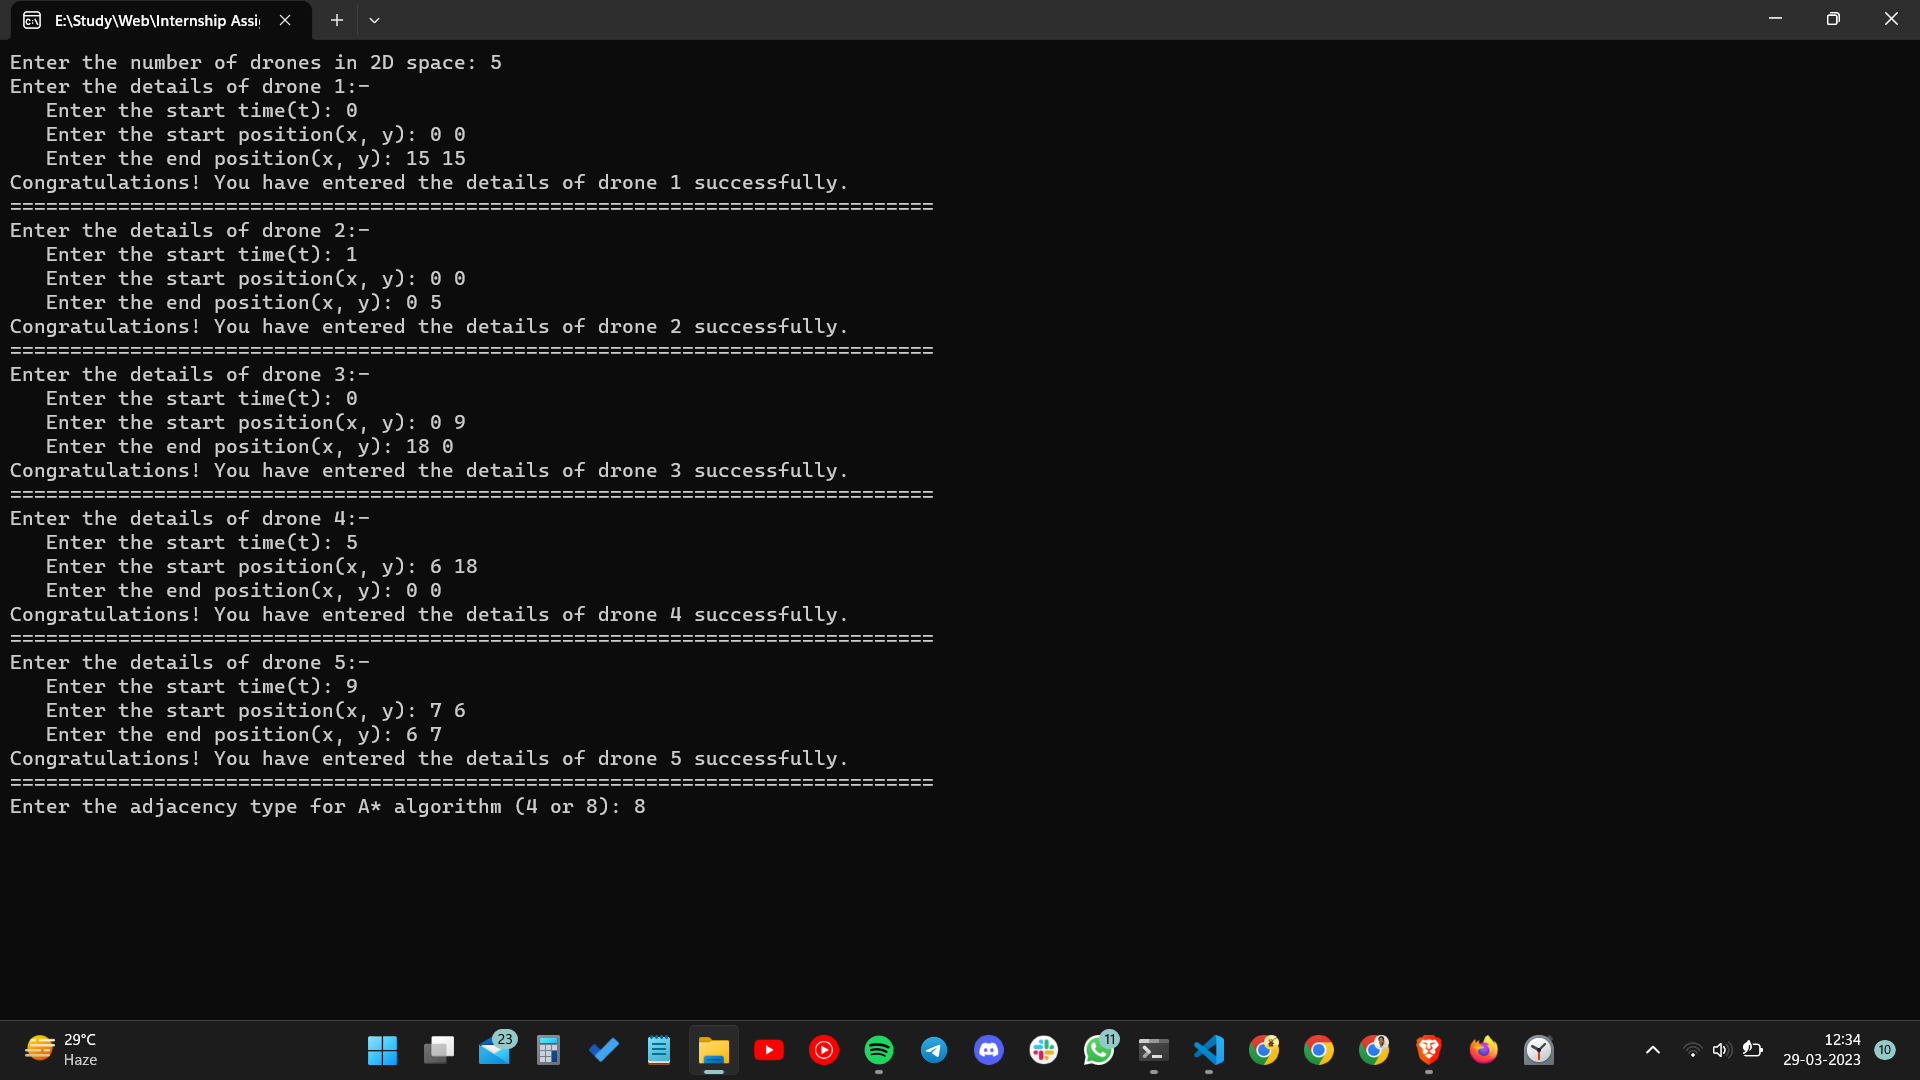 E:\Study\Web\Internship Assi
Enter the number of drones in 2D space: 5
Enter the details of drone 1:-
Enter the start time(t): 0
Enter the start position(x, y): 0 0
Enter the end position(x, y): 15 15
Congratulations! You have entered the details of drone 1 successfully.
=============================================================================
Enter the details of drone 2:-
Enter the start time(t): 1
Enter the start position(x, y): 0 0
Enter the end position(x, y): 0 5
Congratulations! You have entered the details of drone 2 successfully.
=============================================================================
Enter the details of drone 3:-
Enter the start time(t): 0
Enter the start position(x, y): 0 9
Enter the end position(x, y): 18 0
Congratulations! You have entered the details of drone 3 successfully.
=============================================================================
Enter the details of drone 4:-
Enter the start time(t): 5
Enter the start position(x, y): 6 18
Enter the end position(x, y): 0 0
Congratulations! You have entered the details of drone 4 successfully.
=============================================================================
Enter the details of drone 5:-
Enter the start time(t): 9
Enter the start position(x, y): 7 6
Enter the end position(x, y): 6 7
Congratulations! You have entered the details of drone 5 successfully.
=============================================================================
Enter the adjacency type for A* algorithm (4 or 8): 8
29°C
Haze
23
11
12:34
29-03-2023
10